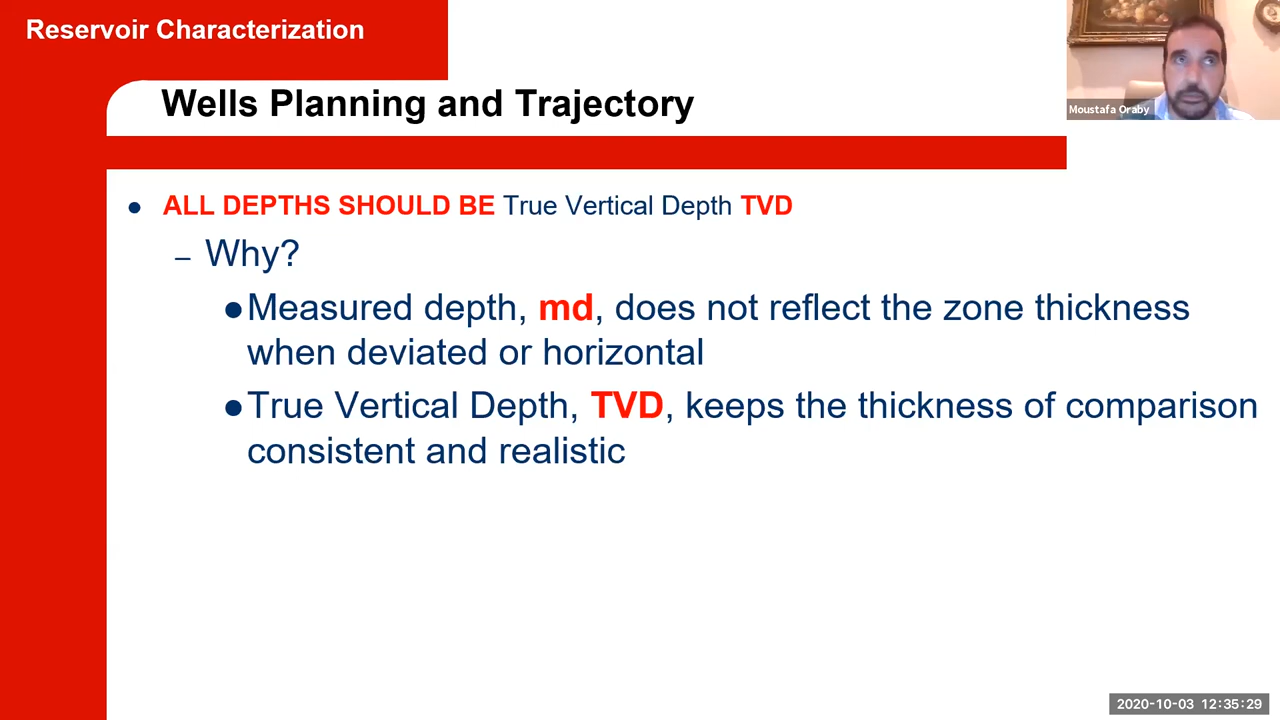 Reservoir Characterization
Wells Planning and Trajectory
Moustafa Oraby
● ALL DEPTHS SHOULD BE True Vertical Depth TVD
– Why?
●Measured depth, md, does not reflect the zone thickness
when deviated or horizontal
●True Vertical Depth, TVD, keeps the thickness of comparison
consistent and realistic
2020-10-03 12:35:29